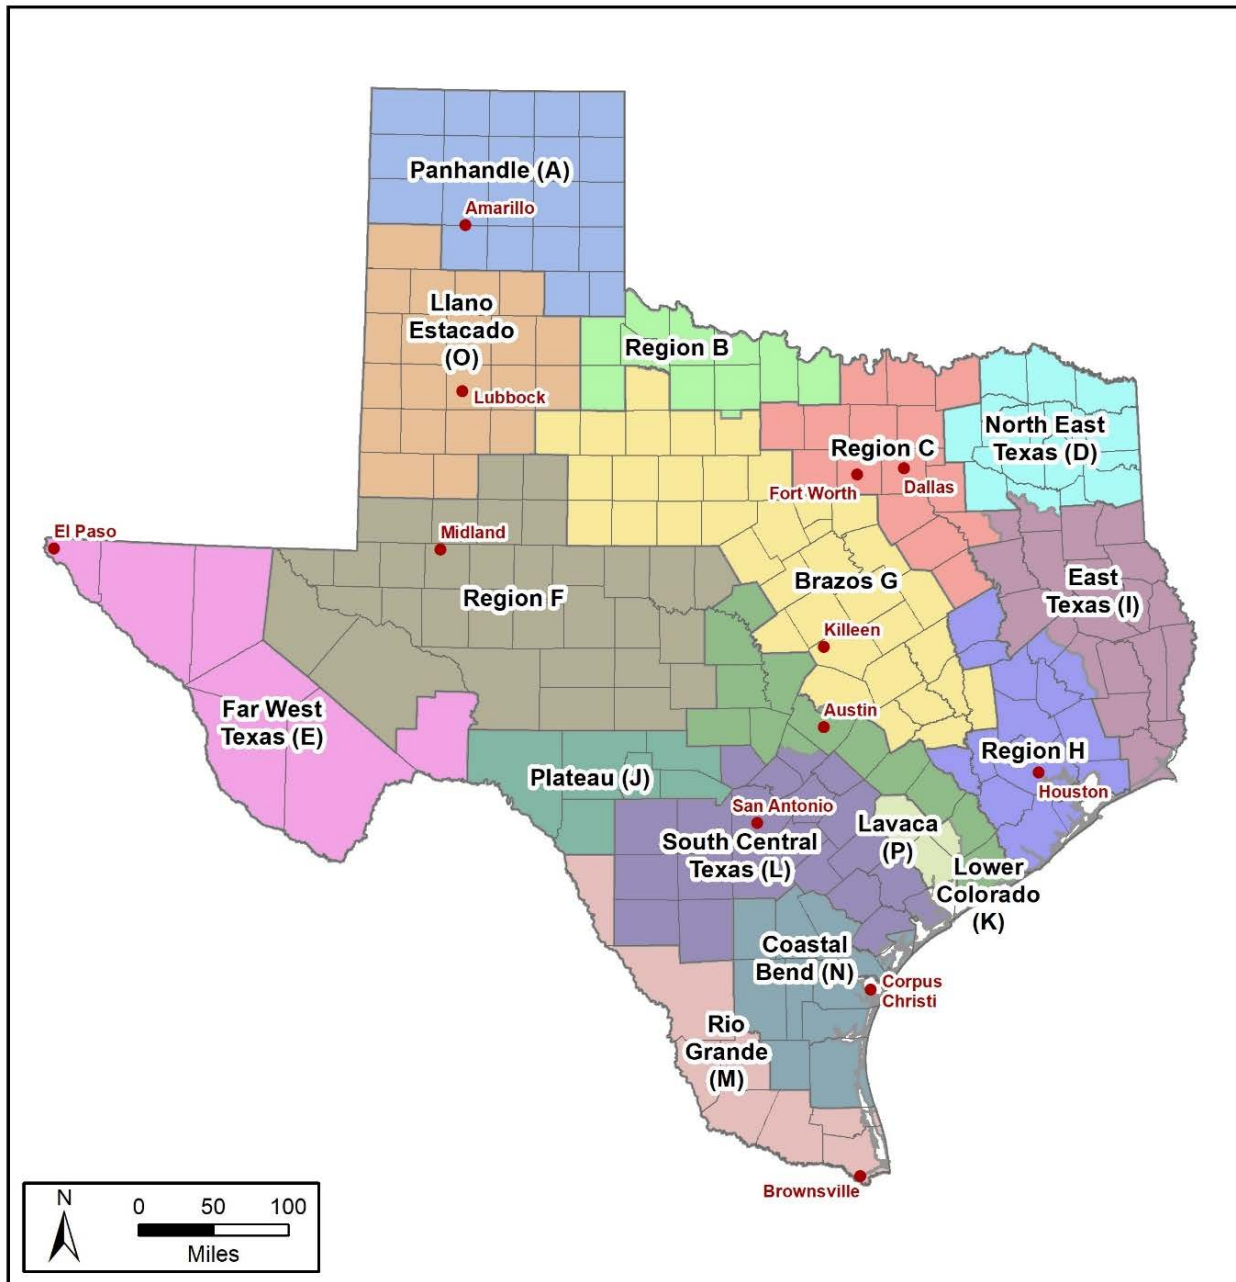 Panhandle (A)
Amarillo
Llano
Estacado
(O)
Lubbock
Region B
North East
Texas (D)
Region C
Fort Worth
Dallas
El Paso
Midland
Region F
Brazos G
East
Texas (I)
Killeen
Far West
Texas (E)
Austin
Region H
Houston
Plateau (J)
San Antonio
South Central
Texas (L)
Lavaca
(P)
Lower
Colorado
(K)
Coastal
Bend (N)
Corpus
Christi
Rio
Grande
(M)
Brownsville
N
0 50 100
Miles